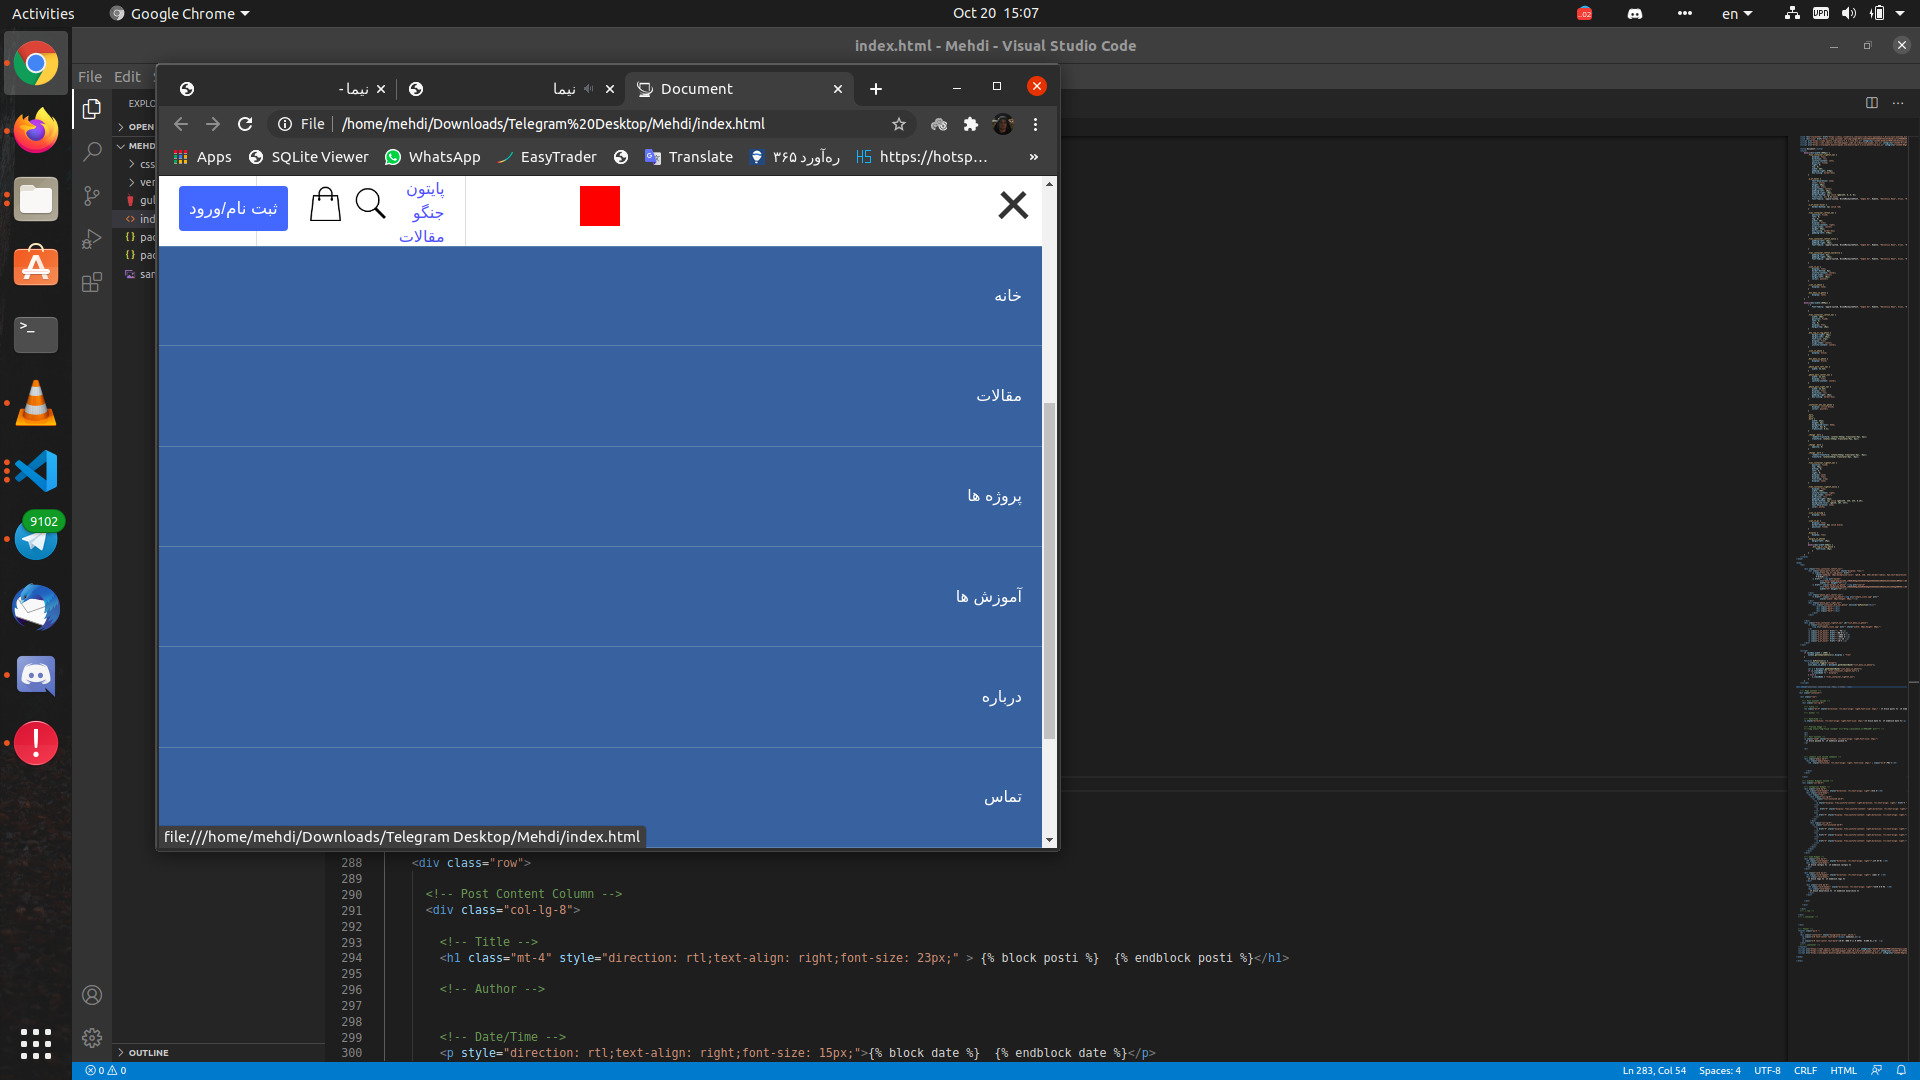 Activities
Google Chrome
Oct 20 15:07
en
index.html - Mehdi - Visual Studio Code
File Edit
نیما-
نیما
Document
File /home/mehdi/Downloads/Telegram%20Desktop/Mehdi/index.html
Apps SQLite Viewer WhatsApp EasyTrader Translate ره‌آورد ۳۶۵ https://hotsp... »
EXPLO
OPEN
MEHD
css
ver
gul
ind
pac
pac
sar
ثبت نام/ورود
پایتون
جنگو
مقالات
خانه
مقالات
پروژه ها
آموزش ها
درباره
تماس
file:///home/mehdi/Downloads/Telegram Desktop/Mehdi/index.html
9102
288 <div class="row">
289
290 <!-- Post Content Column -->
291 <div class="col-lg-8">
292
293 <!-- Title -->
294 <h1 class="mt-4" style="direction: rtl;text-align: right;font-size: 23px;" > {% block posti %} {% endblock posti %}</h1>
295
296 <!-- Author -->
297
298
299 <!-- Date/Time -->
300 <p style="direction: rtl;text-align: right;font-size: 15px;">{% block date %} {% endblock date %}</p>
OUTLINE
0 0
Ln 283, Col 54 Spaces: 4 UTF-8 CRLF HTML